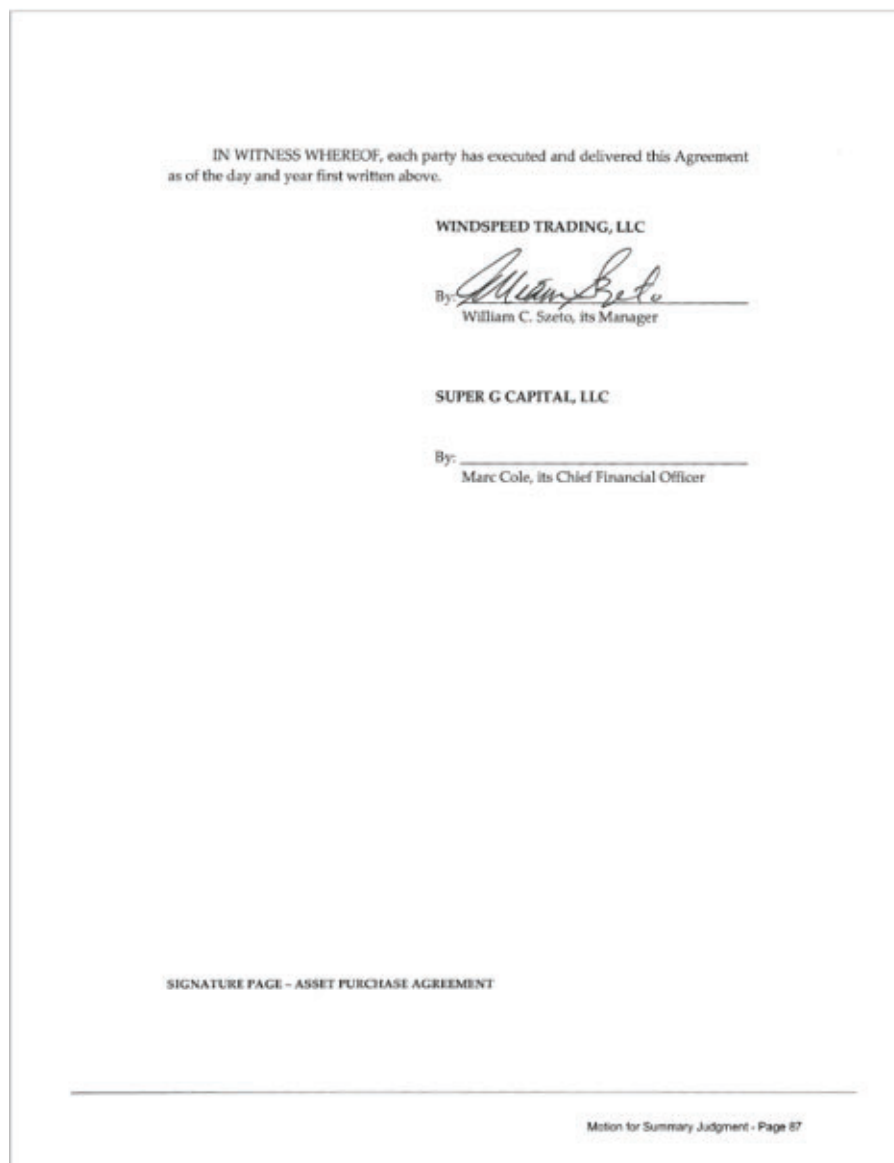 IN WITNESS WHEREOF, each party has executed and delivered this Agreement
as of the day and year first written above.
WINDSPEED TRADING, LLC
By: William Szeto
William C. Szeto, its Manager
SUPER G CAPITAL, LLC
By:
Marc Cole, its Chief Financial Officer
SIGNATURE PAGE – ASSET PURCHASE AGREEMENT
Motion for Summary Judgment - Page 87